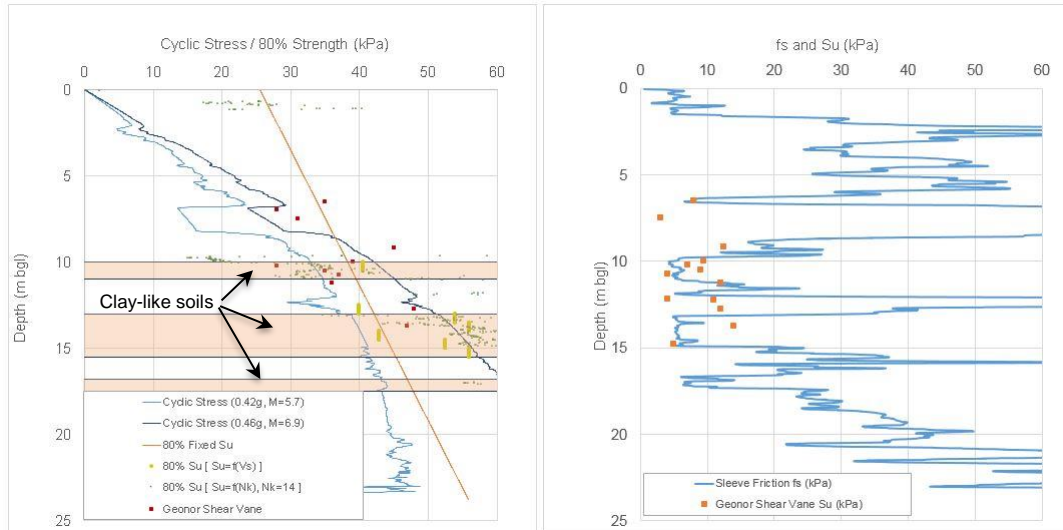 Cyclic Stress / 80% Strength (kPa)
0 10 20 30 40 50 60
0
5
10
15
20
25
Depth (m bgl)
Clay-like soils
Cyclic Stress (0.42g, M=5.7)
Cyclic Stress (0.46g, M=6.9)
80% Fixed Su
80% Su [ Su=f(Vs) ]
80% Su [ Su=f(Nk), Nk=14 ]
Geonor Shear Vane
fs and Su (kPa)
0 10 20 30 40 50 60
0
5
10
15
20
25
Depth (m bgl)
Sleeve Friction fs (kPa)
Geonor Shear Vane Su (kPa)